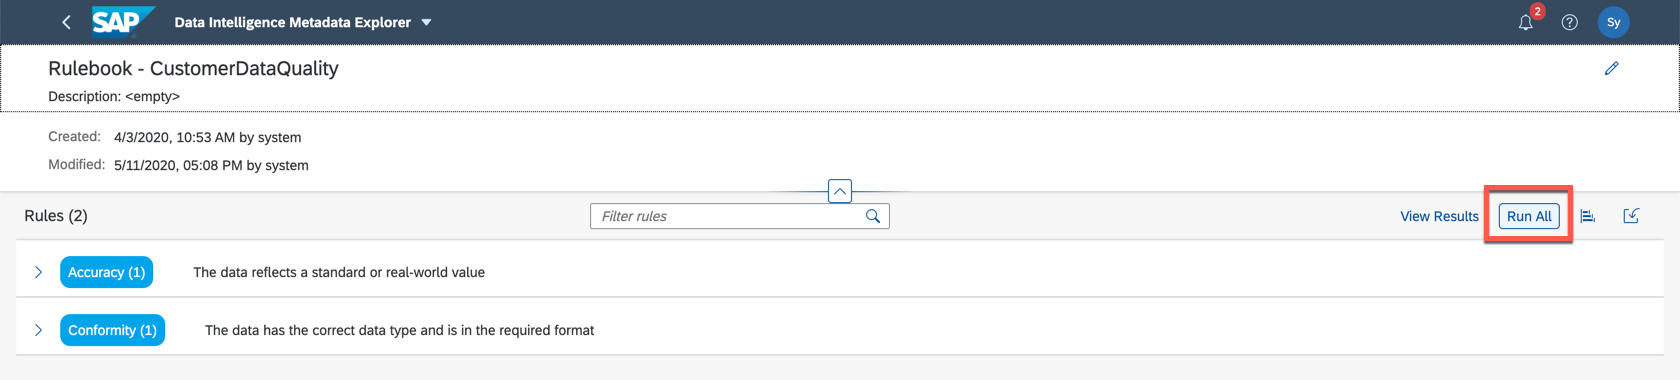 SAP Data Intelligence Metadata Explorer 2 Sy
Rulebook - CustomerDataQuality
Description: <empty>
Created: 4/3/2020, 10:53 AM by system
Modified: 5/11/2020, 05:08 PM by system
Rules (2) Filter rules View Results Run All
Accuracy (1) The data reflects a standard or real-world value
Conformity (1) The data has the correct data type and is in the required format